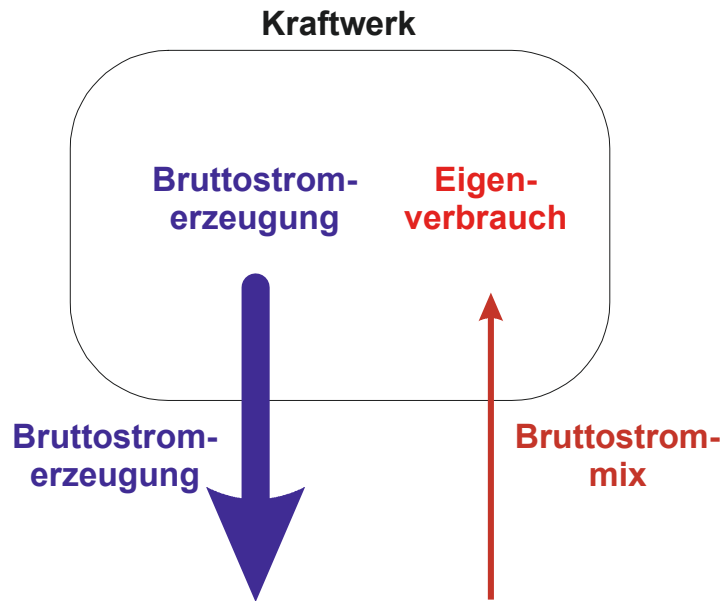 Kraftwerk
Bruttostrom-
erzeugung
Eigen-
verbrauch
Bruttostrom-
erzeugung
Bruttostrom-
mix